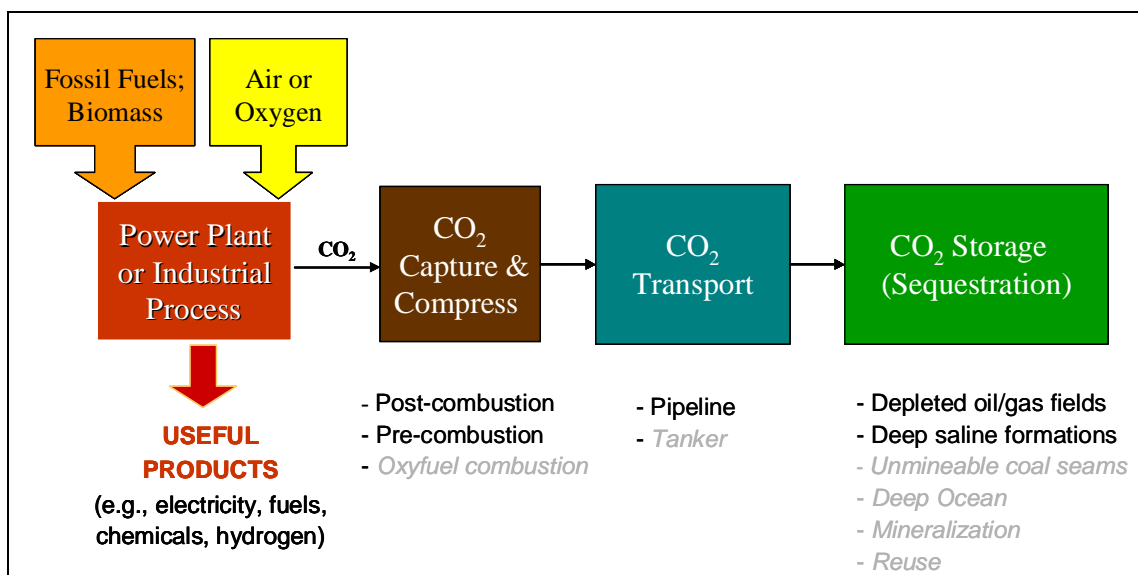 Fossil Fuels;
Biomass
Air or
Oxygen
Power Plant
or Industrial
Process
CO₂
CO₂
Capture &
Compress
CO₂
Transport
CO₂ Storage
(Sequestration)
USEFUL
PRODUCTS
(e.g., electricity, fuels,
chemicals, hydrogen)
- Post-combustion
- Pre-combustion
- Oxyfuel combustion
- Pipeline
- Tanker
- Depleted oil/gas fields
- Deep saline formations
- Unmineable coal seams
- Deep Ocean
- Mineralization
- Reuse